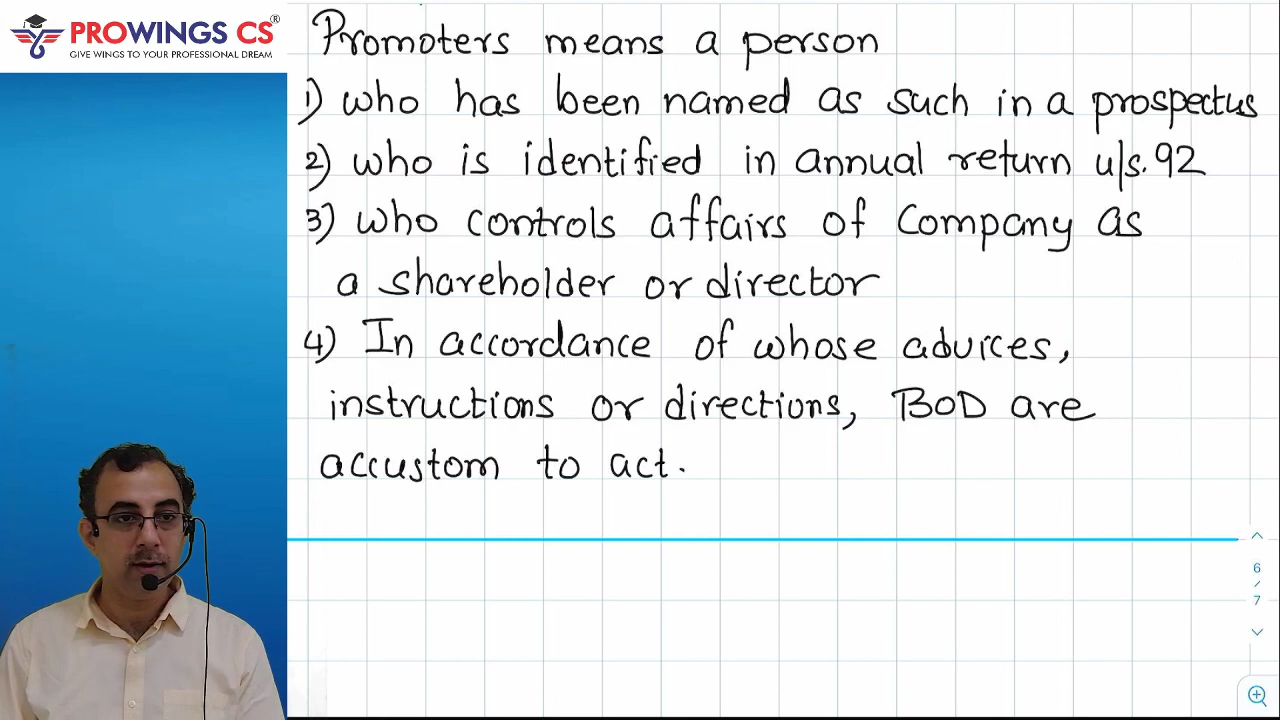 PROWINGS CS®
GIVE WINGS TO YOUR PROFESSIONAL DREAM
Promoters means a person
1) who has been named as such in a prospectus
2) who is identified in annual return u/s. 92
3) who controls affairs of Company as
a shareholder or director
4) In accordance of whose advices,
instructions or directions, BOD are
accustom to act.
6
/
7